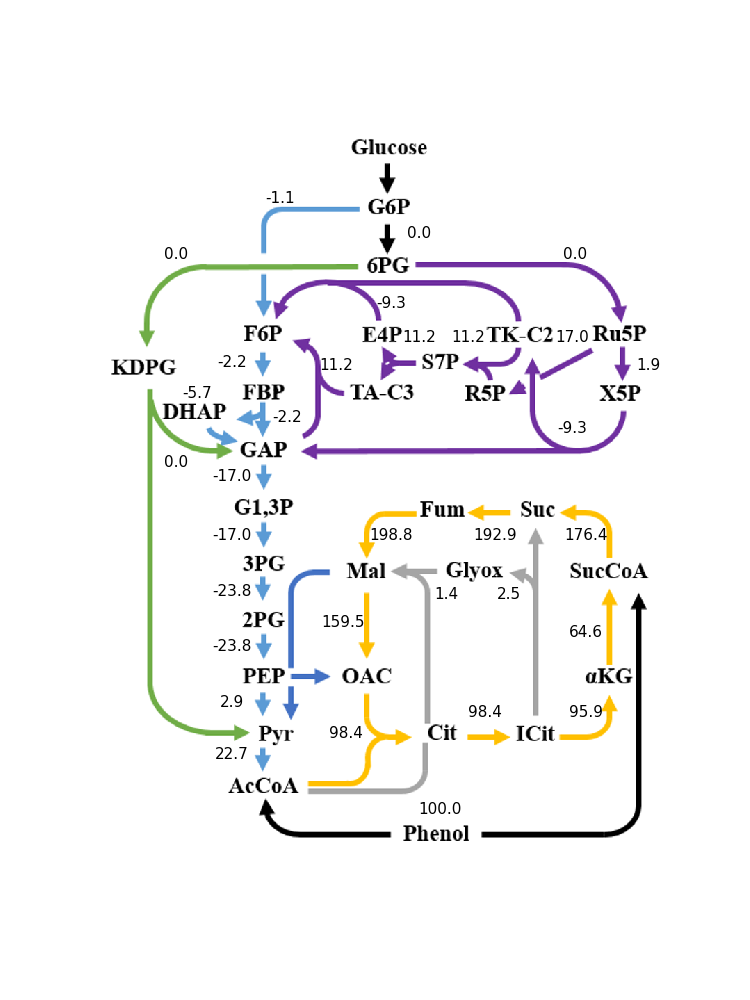 Glucose
-1.1
G6P
0.0
0.0
6PG
0.0
-9.3
F6P
E4P
11.2
11.2
TK-C2
17.0
Ru5P
KDPG
-2.2
11.2
S7P
1.9
-5.7
FBP
TA-C3
R5P
X5P
DHAP
-2.2
-9.3
0.0
GAP
-17.0
G1,3P
Fum
Suc
-17.0
198.8
192.9
176.4
3PG
Mal
Glyox
SucCoA
-23.8
1.4
2.5
2PG
159.5
64.6
-23.8
PEP
OAC
αKG
2.9
98.4
95.9
Pyr
98.4
Cit
ICit
22.7
AcCoA
100.0
Phenol